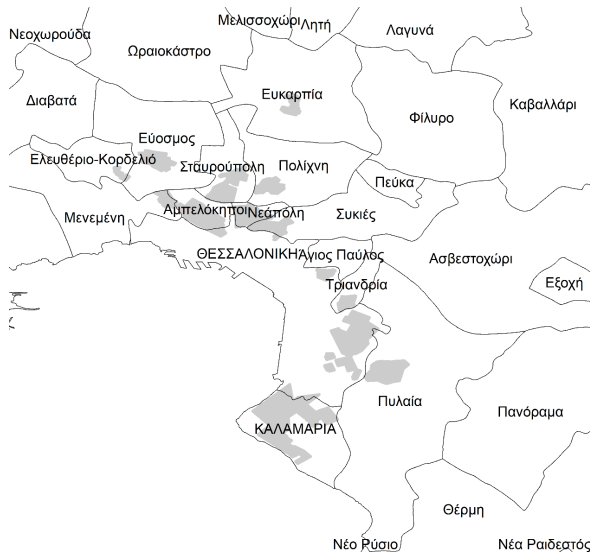 Μελισσοχώρι Λητή
Νεοχωρούδα
Λαγυνά
Ωραιοκάστρο
Διαβατά
Ευκαρπία
Καβαλλάρι
Φίλυρο
Εύοσμος
Ελευθέριο-Κορδελιό
Σταυρούπολη
Πολίχνη
Πεύκα
Μενεμένη
Αμπελόκηποι
Νεάπολη
Συκιές
ΘΕΣΣΑΛΟΝΙΚΗ
Άγιος Παύλος
Ασβεστοχώρι
Τριανδρία
Εξοχή
Πυλαία
Πανόραμα
ΚΑΛΑΜΑΡΙΑ
Θέρμη
Νέο Ρύσιο
Νέα Ραιδεστός